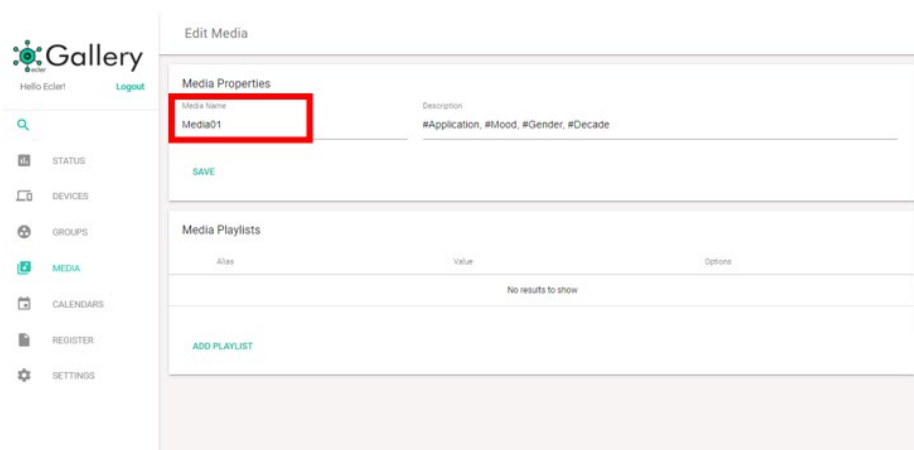 Edit Media
ecler
Gallery
Hello Ecler! Logout
STATUS
DEVICES
GROUPS
MEDIA
CALENDARS
REGISTER
SETTINGS
Media Properties
Media Name Description
Media01 #Application, #Mood, #Gender, #Decade
SAVE
Media Playlists
Alias Value Options
No results to show
ADD PLAYLIST